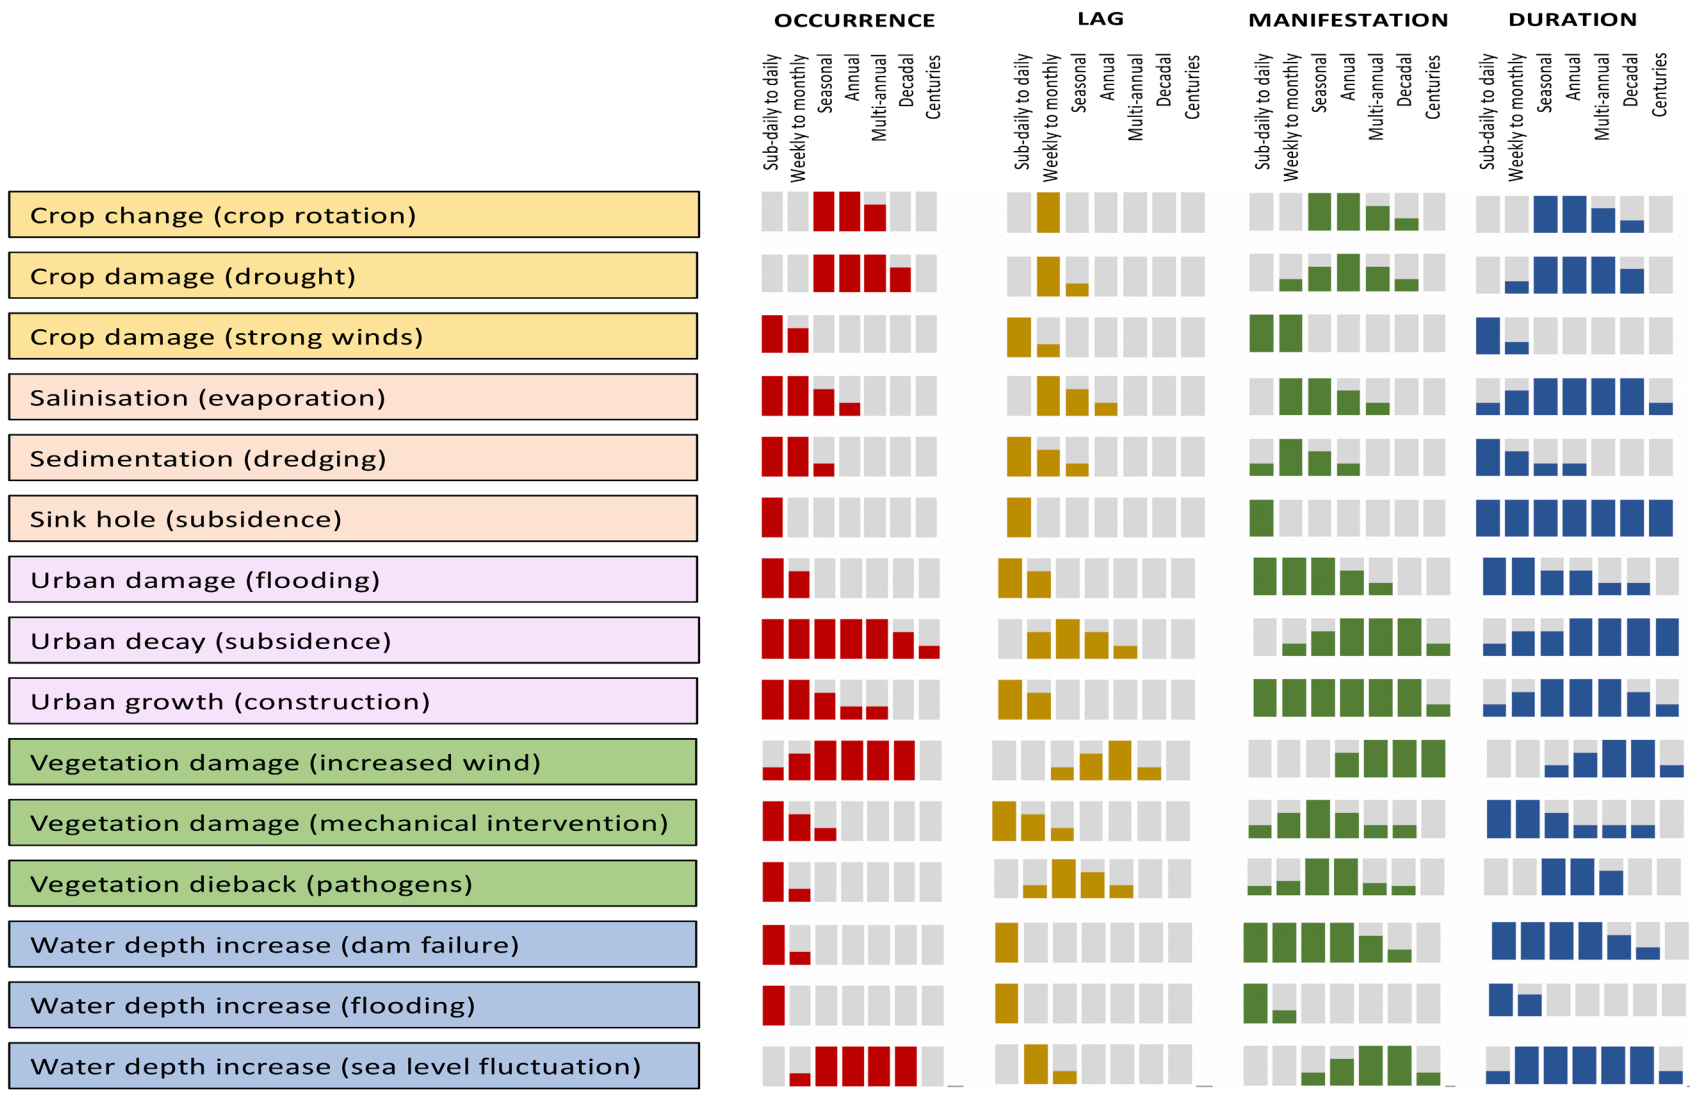 OCCURRENCE LAG MANIFESTATION DURATION
Sub-daily to daily Weekly to monthly Seasonal Annual Multi-annual Decadal Centuries Sub-daily to daily Weekly to monthly Seasonal Annual Multi-annual Decadal Centuries Sub-daily to daily Weekly to monthly Seasonal Annual Multi-annual Decadal Centuries Sub-daily to daily Weekly to monthly Seasonal Annual Multi-annual Decadal Centuries
Crop change (crop rotation)
Crop damage (drought)
Crop damage (strong winds)
Salinisation (evaporation)
Sedimentation (dredging)
Sink hole (subsidence)
Urban damage (flooding)
Urban decay (subsidence)
Urban growth (construction)
Vegetation damage (increased wind)
Vegetation damage (mechanical intervention)
Vegetation dieback (pathogens)
Water depth increase (dam failure)
Water depth increase (flooding)
Water depth increase (sea level fluctuation)